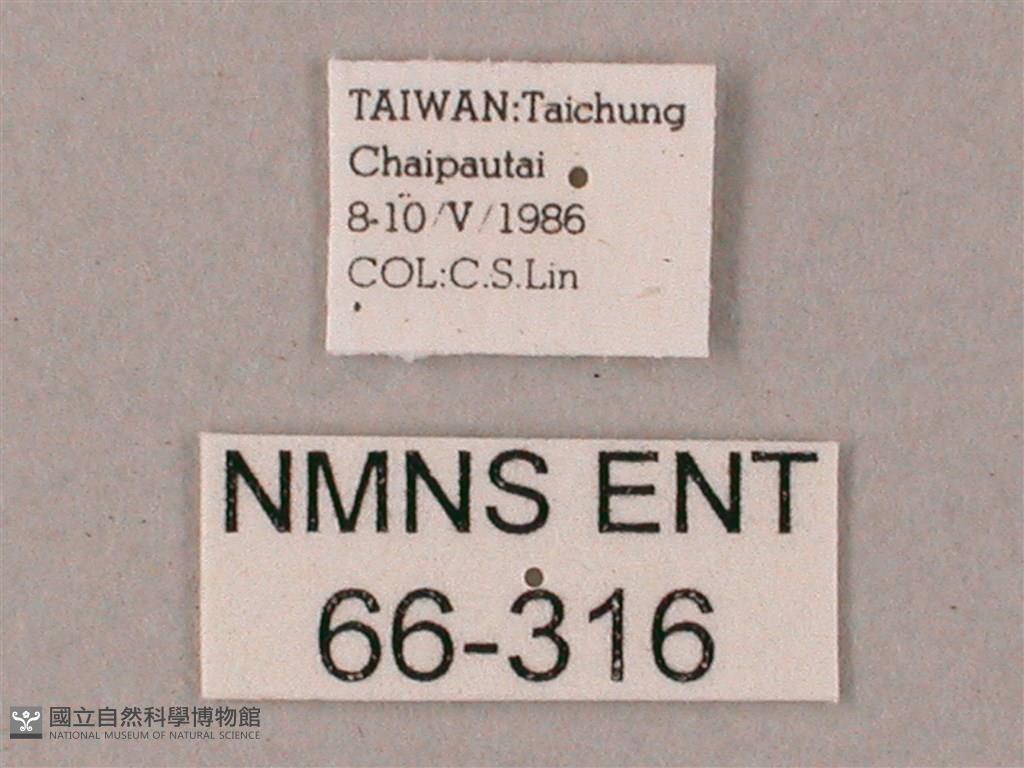 TAIWAN:Taichung
Chaipautai
8-10/V/1986
COL:C.S.Lin
NMNS ENT
66-316
國立自然科學博物館
NATIONAL MUSEUM OF NATURAL SCIENCE